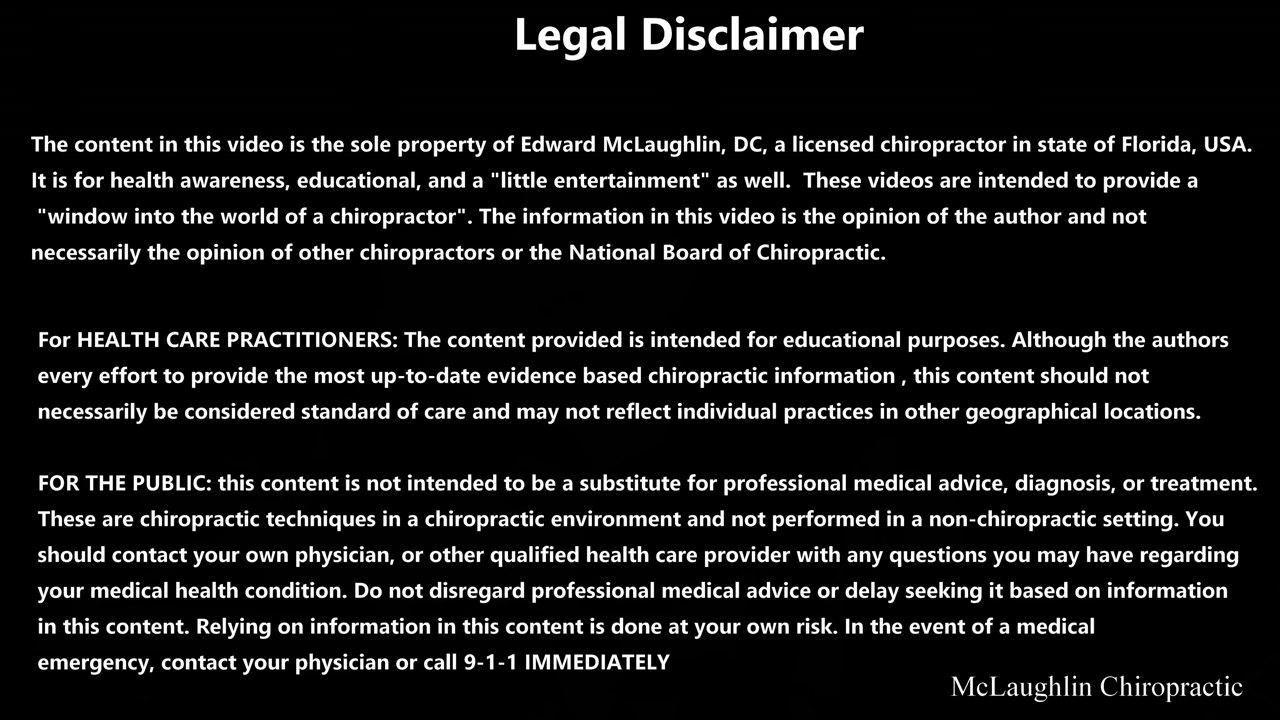 Legal Disclaimer
The content in this video is the sole property of Edward McLaughlin, DC, a licensed chiropractor in state of Florida, USA.
It is for health awareness, educational, and a "little entertainment" as well.  These videos are intended to provide a
"window into the world of a chiropractor". The information in this video is the opinion of the author and not
necessarily the opinion of other chiropractors or the National Board of Chiropractic.
For HEALTH CARE PRACTITIONERS: The content provided is intended for educational purposes. Although the authors
every effort to provide the most up-to-date evidence based chiropractic information , this content should not
necessarily be considered standard of care and may not reflect individual practices in other geographical locations.
FOR THE PUBLIC: this content is not intended to be a substitute for professional medical advice, diagnosis, or treatment.
These are chiropractic techniques in a chiropractic environment and not performed in a non-chiropractic setting. You
should contact your own physician, or other qualified health care provider with any questions you may have regarding
your medical health condition. Do not disregard professional medical advice or delay seeking it based on information
in this content. Relying on information in this content is done at your own risk. In the event of a medical
emergency, contact your physician or call 9-1-1 IMMEDIATELY
McLaughlin Chiropractic